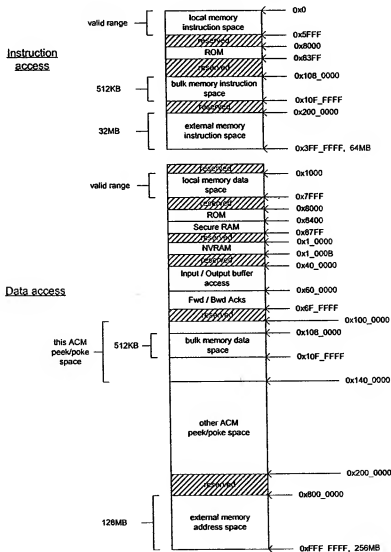 Instruction
access
valid range
local memory
instruction space
0x0
reserved
0x5FFF
0x8000
ROM
0x83FF
reserved
0x108_0000
512KB
bulk memory instruction
space
0x10F_FFFF
reserved
0x200_0000
32MB
external memory
instruction space
0x3FF_FFFF, 64MB
Data access
reserved
0x1000
valid range
local memory data
space
0x7FFF
reserved
0x8000
ROM
0x8400
Secure RAM
0x87FF
reserved
0x1_0000
NVRAM
0x1_000B
reserved
0x40_0000
Input / Output buffer
access
0x60_0000
Fwd / Bwd Acks
0x6F_FFFF
reserved
0x100_0000
this ACM
peek/poke
space
0x108_0000
512KB
bulk memory data
space
0x10F_FFFF
0x140_0000
other ACM
peek/poke space
0x200_0000
reserved
0x800_0000
128MB
external memory
address space
0xFFF_FFFF, 256MB